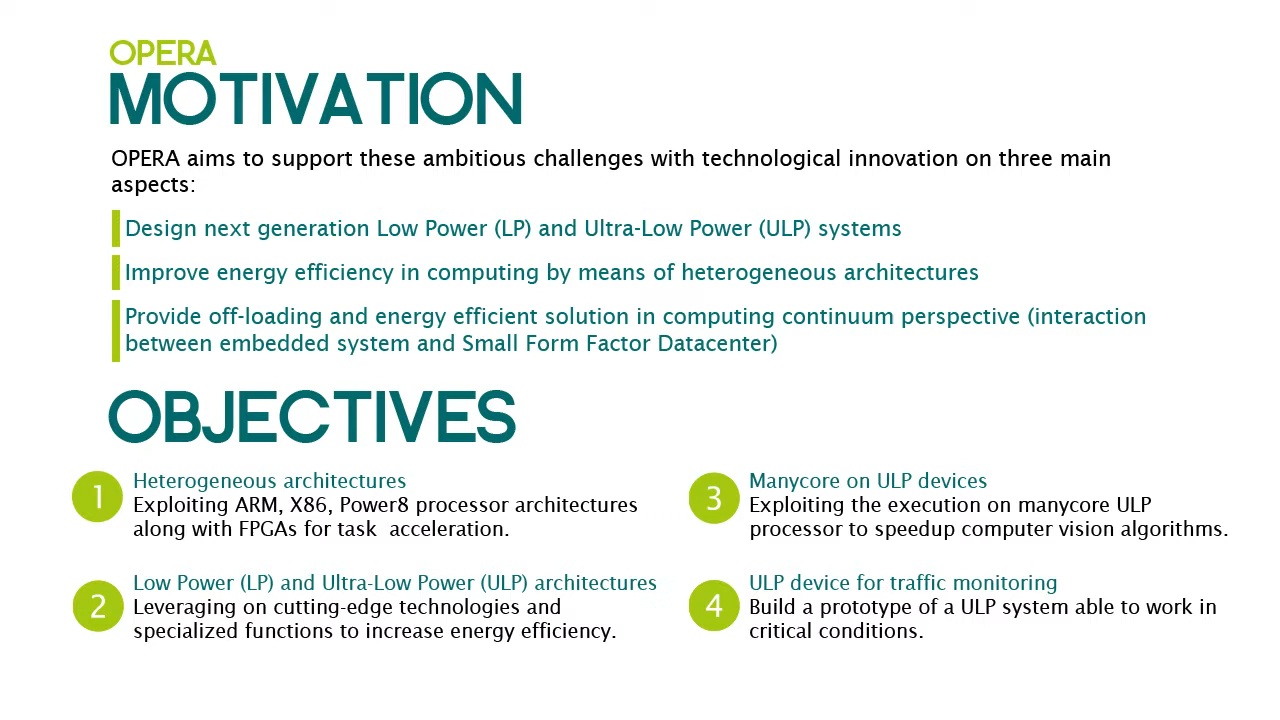 OPERA
MOTIVATION
OPERA aims to support these ambitious challenges with technological innovation on three main
aspects:
Design next generation Low Power (LP) and Ultra-Low Power (ULP) systems
Improve energy efficiency in computing by means of heterogeneous architectures
Provide off-loading and energy efficient solution in computing continuum perspective (interaction
between embedded system and Small Form Factor Datacenter)
OBJECTIVES
1
Heterogeneous architectures
Exploiting ARM, X86, Power8 processor architectures
along with FPGAs for task  acceleration.
2
Low Power (LP) and Ultra-Low Power (ULP) architectures
Leveraging on cutting-edge technologies and
specialized functions to increase energy efficiency.
3
Manycore on ULP devices
Exploiting the execution on manycore ULP
processor to speedup computer vision algorithms.
4
ULP device for traffic monitoring
Build a prototype of a ULP system able to work in
critical conditions.